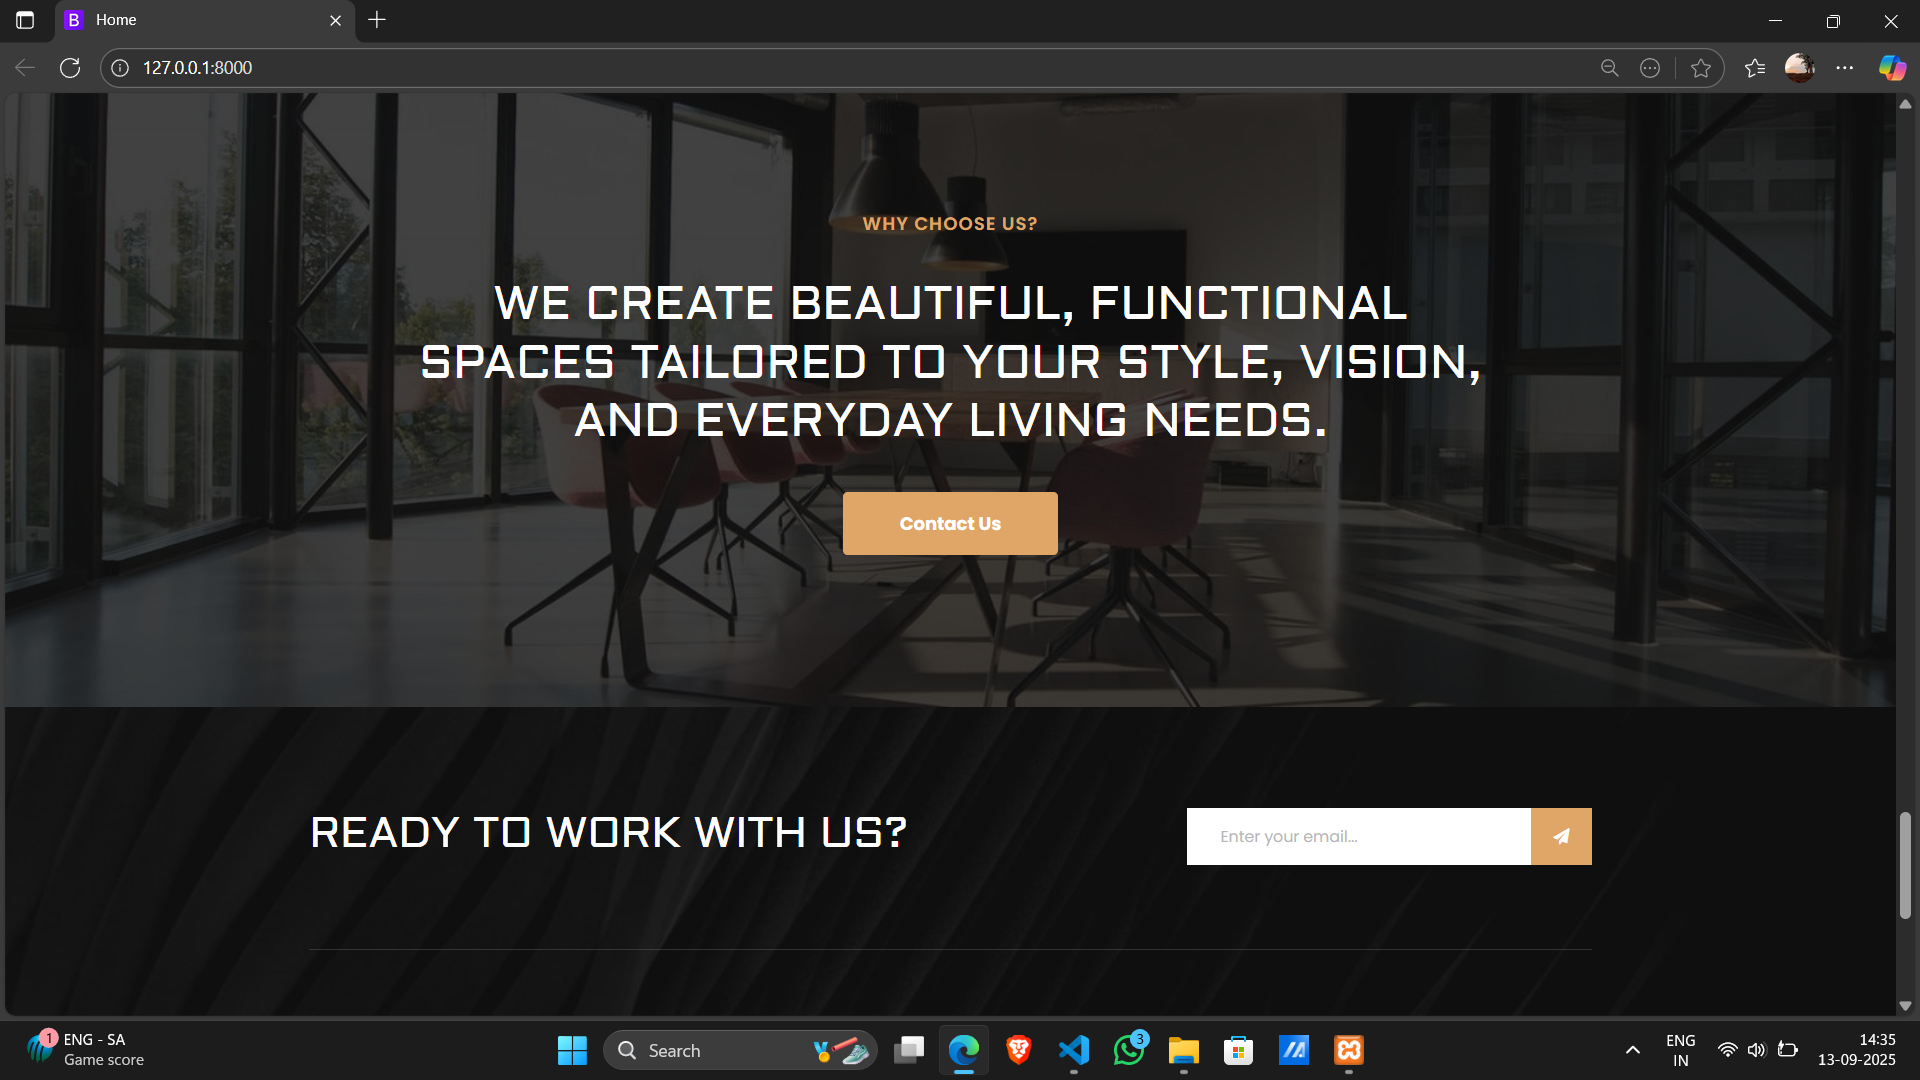 B Home
127.0.0.1:8000
WHY CHOOSE US?
WE CREATE BEAUTIFUL, FUNCTIONAL
SPACES TAILORED TO YOUR STYLE, VISION,
AND EVERYDAY LIVING NEEDS.
Contact Us
READY TO WORK WITH US?
Enter your email...
1
ENG - SA
Game score
Search
3
ENG
IN
14:35
13-09-2025